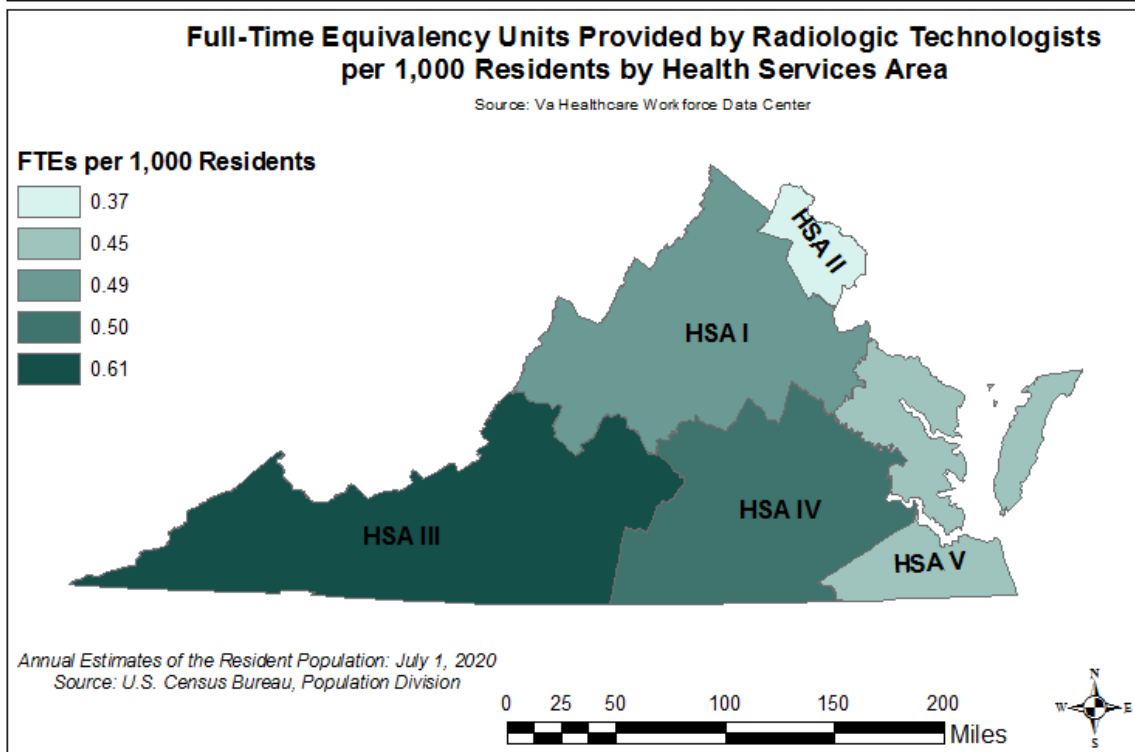 Full-Time Equivalency Units Provided by Radiologic Technologists
per 1,000 Residents by Health Services Area
Source: Va Healthcare Workforce Data Center
FTEs per 1,000 Residents
0.37
0.45
0.49
0.50
0.61
HSA II
HSA I
HSA IV
HSA III
HSA V
Annual Estimates of the Resident Population: July 1, 2020
Source: U.S. Census Bureau, Population Division
0 25 50 100 150 200
Miles
N
W E
S